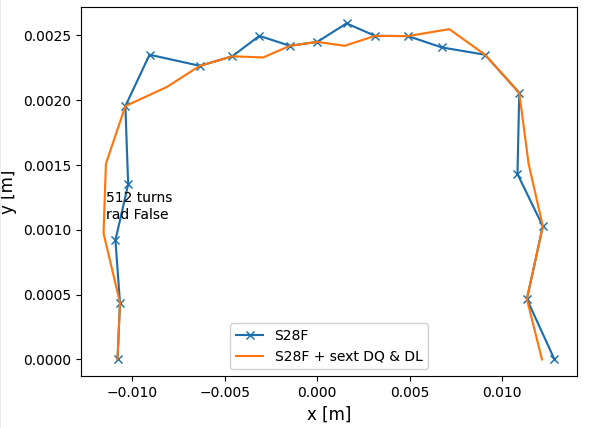 0.0025
0.0020
0.0015
0.0010
0.0005
0.0000
y [m]
512 turns
rad False
S28F
S28F + sext DQ & DL
−0.010 −0.005 0.000 0.005 0.010
x [m]